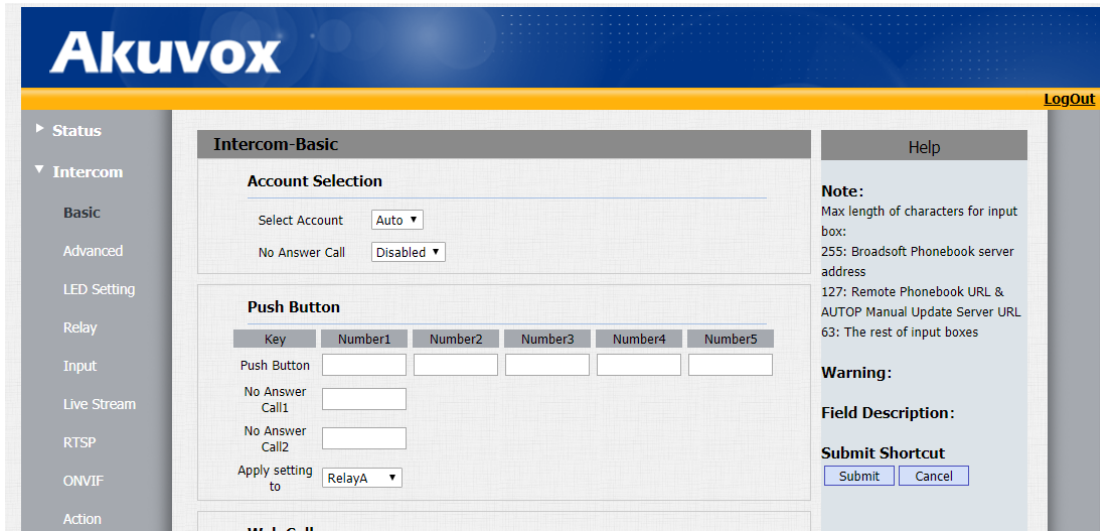 Akuvox
LogOut
Status
Intercom
Basic
Advanced
LED Setting
Relay
Input
Live Stream
RTSP
ONVIF
Action
Intercom-Basic
Account Selection
Select Account Auto
No Answer Call Disabled
Push Button
Key Number1 Number2 Number3 Number4 Number5
Push Button
No Answer
Call1
No Answer
Call2
Apply setting
to RelayA
Help
Note:
Max length of characters for input
box:
255: Broadsoft Phonebook server
address
127: Remote Phonebook URL &
AUTOP Manual Update Server URL
63: The rest of input boxes
Warning:
Field Description:
Submit Shortcut
Submit Cancel